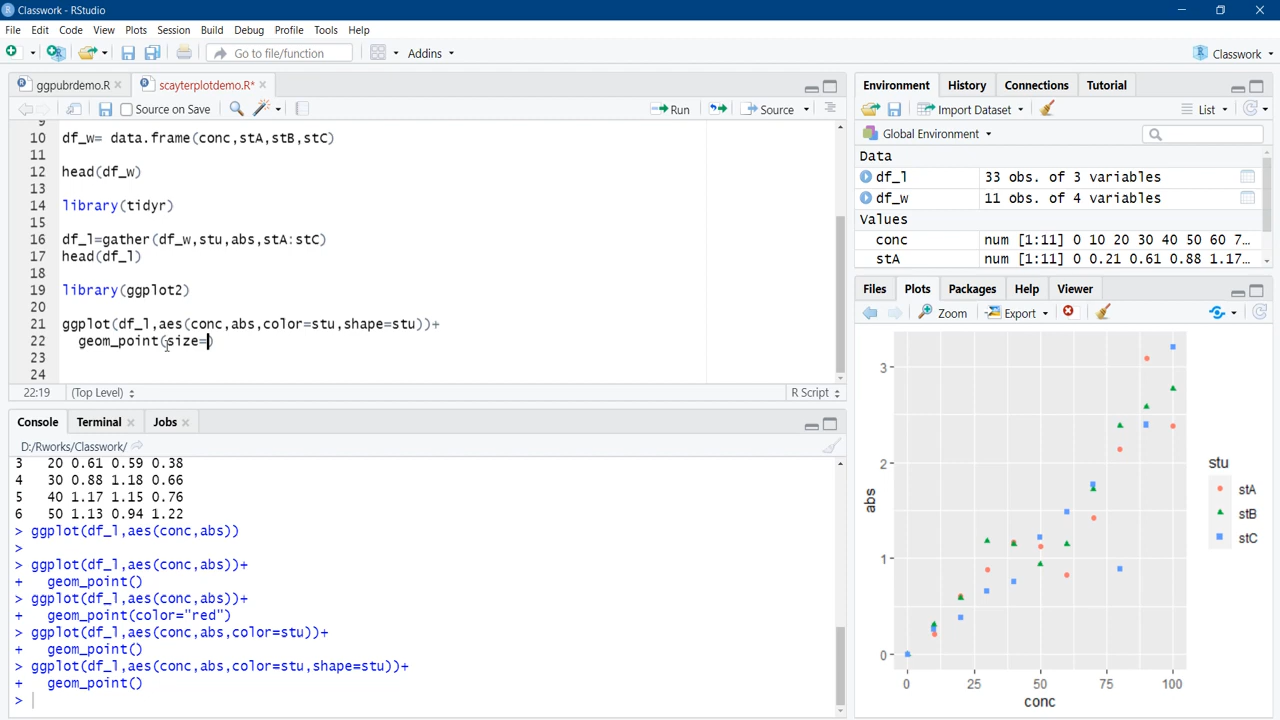 Classwork - RStudio
File Edit Code View Plots Session Build Debug Profile Tools Help
Go to file/function Addins Classwork
ggpubrdemo.R scayterplotdemo.R*
Source on Save Run Source
9
10 df_w= data.frame(conc,stA,stB,stC)
11
12 head(df_w)
13
14 library(tidyr)
15
16 df_l=gather(df_w,stu,abs,stA:stC)
17 head(df_l)
18
19 library(ggplot2)
20
21 ggplot(df_l,aes(conc,abs,color=stu,shape=stu))+
22 geom_point(size=)
23
24
22:19 (Top Level) R Script
Console Terminal Jobs
D:/Rworks/Classwork/
3 20 0.61 0.59 0.38
4 30 0.88 1.18 0.66
5 40 1.17 1.15 0.76
6 50 1.13 0.94 1.22
> ggplot(df_l,aes(conc,abs))
>
> ggplot(df_l,aes(conc,abs))+
+ geom_point()
> ggplot(df_l,aes(conc,abs))+
+ geom_point(color="red")
> ggplot(df_l,aes(conc,abs,color=stu))+
+ geom_point()
> ggplot(df_l,aes(conc,abs,color=stu,shape=stu))+
+ geom_point()
>
Environment History Connections Tutorial
Import Dataset List
Global Environment
Data
df_l 33 obs. of 3 variables
df_w 11 obs. of 4 variables
Values
conc num [1:11] 0 10 20 30 40 50 60 7...
stA num [1:11] 0 0.21 0.61 0.88 1.17...
Files Plots Packages Help Viewer
Zoom Export
3
2
1
0
abs
0 25 50 75 100
conc
stu
stA
stB
stC